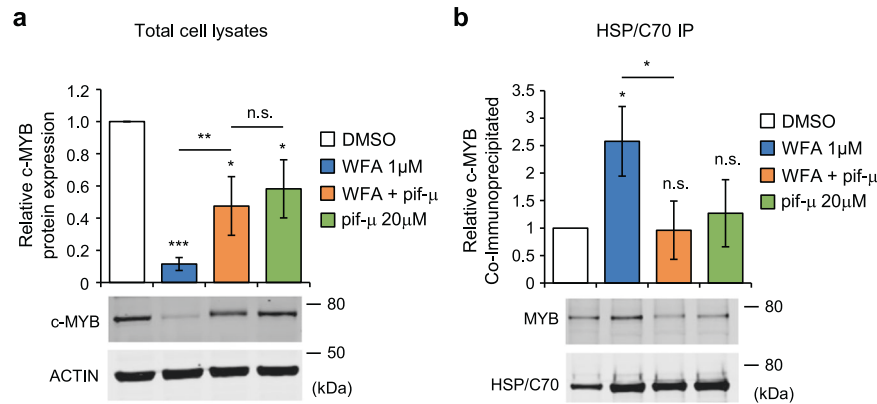 a
Total cell lysates
Relative c-MYB
protein expression
1.2
1.0
0.8
0.6
0.4
0.2
0
***
**
*
n.s.
*
DMSO
WFA 1µM
WFA + pif-µ
pif-µ 20µM
c-MYB
80
50
ACTIN
(kDa)
b
HSP/C70 IP
Relative c-MYB
Co-Immunoprecipitated
3.5
3
2.5
2
1.5
1
0.5
0
*
*
n.s.
n.s.
DMSO
WFA 1µM
WFA + pif-µ
pif-µ 20µM
MYB
80
80
HSP/C70
(kDa)